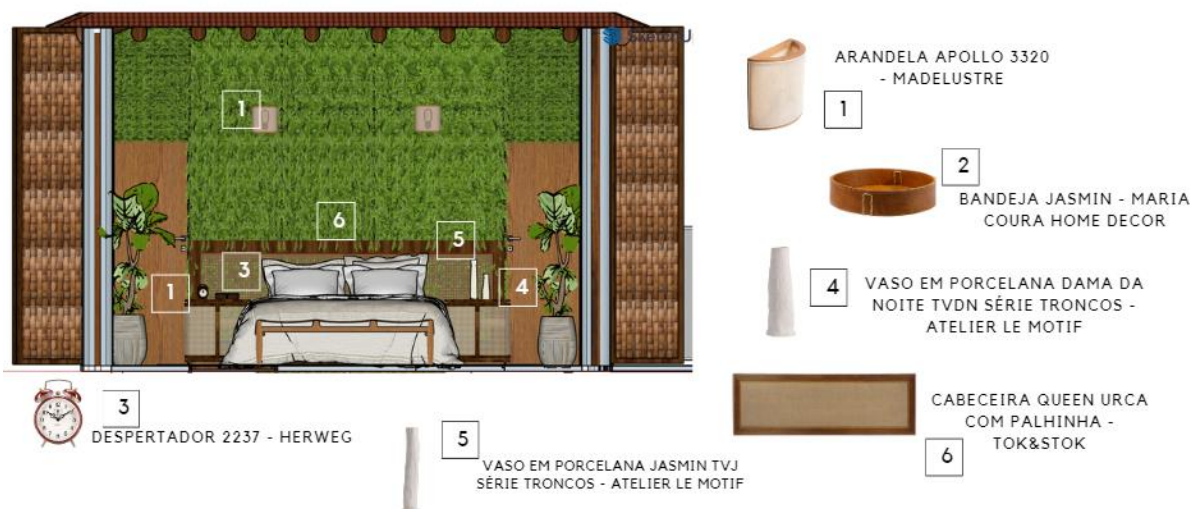 1
6
5
3
1
4
ARANDELA APOLLO 3320
- MADELUSTRE
1
2
BANDEJA JASMIN - MARIA
COURA HOME DECOR
4
VASO EM PORCELANA DAMA DA
NOITE TVDN SÉRIE TRONCOS -
ATELIER LE MOTIF
3
DESPERTADOR 2237 - HERWEG
5
VASO EM PORCELANA JASMIN TVJ
SÉRIE TRONCOS - ATELIER LE MOTIF
CABECEIRA QUEEN URCA
COM PALHINHA -
TOK&STOK
6